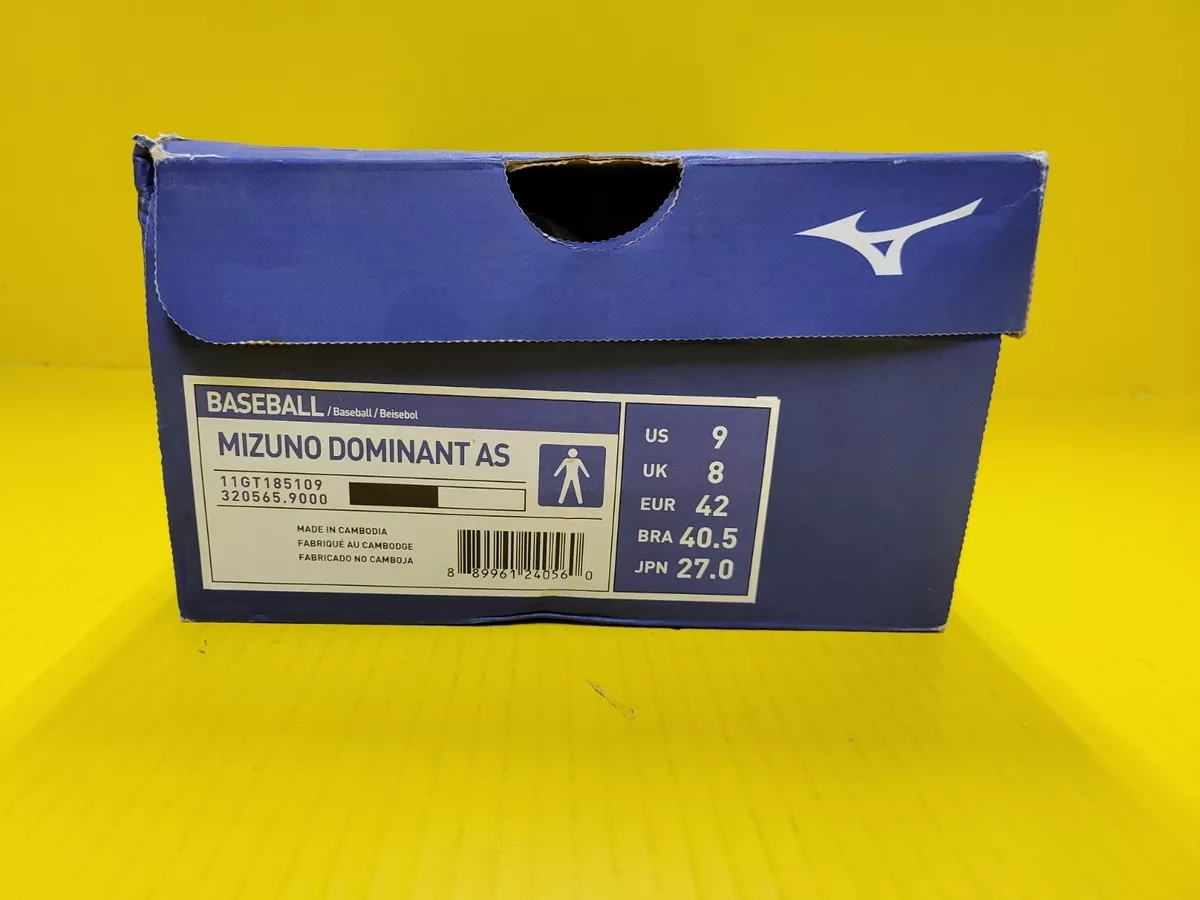 BASEBALL / Baseball / Beisebol
MIZUNO DOMINANT AS
11GT185109
320565.9000
MADE IN CAMBODIA
FABRIQUÉ AU CAMBODGE
FABRICADO NO CAMBOJA
8 89961 24056 0
US 9
UK 8
EUR 42
BRA 40.5
JPN 27.0